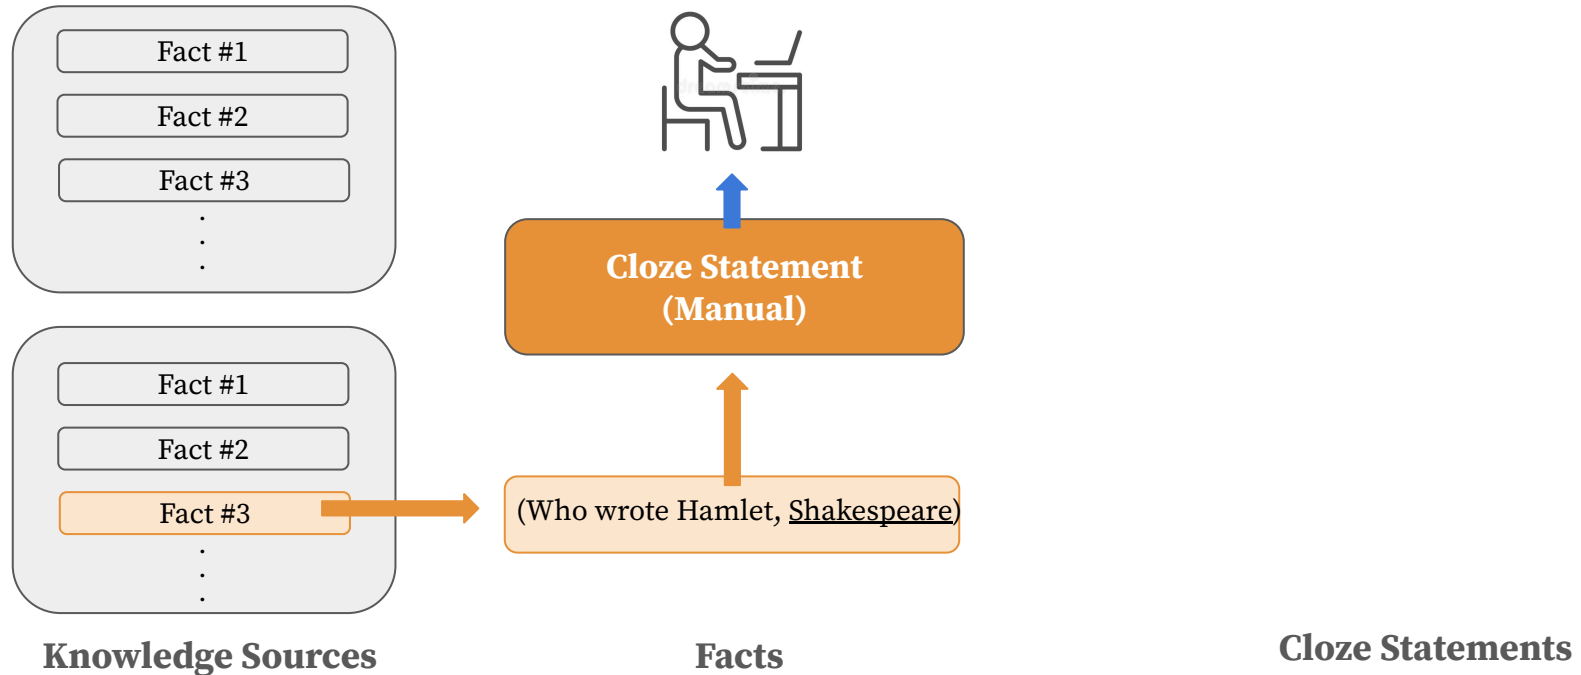 Fact #1
Fact #2
Fact #3
.
.
.
Fact #1
Fact #2
Fact #3
.
.
.
Knowledge Sources
Cloze Statement
(Manual)
(Who wrote Hamlet, Shakespeare)
Facts
Cloze Statements